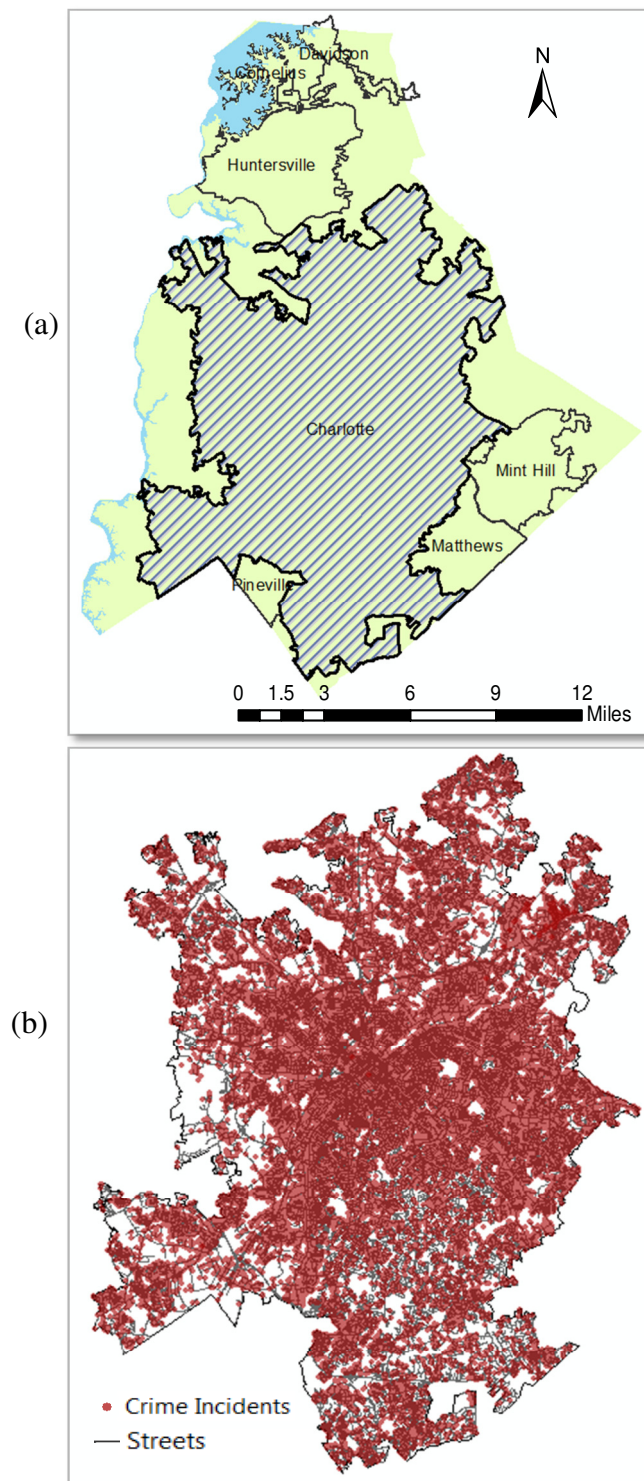 Davidson
Cornelius
N
Huntersville
(a)
Charlotte
Mint Hill
Matthews
Pineville
0 1.5 3 6 9 12
Miles
(b)
Crime Incidents
Streets